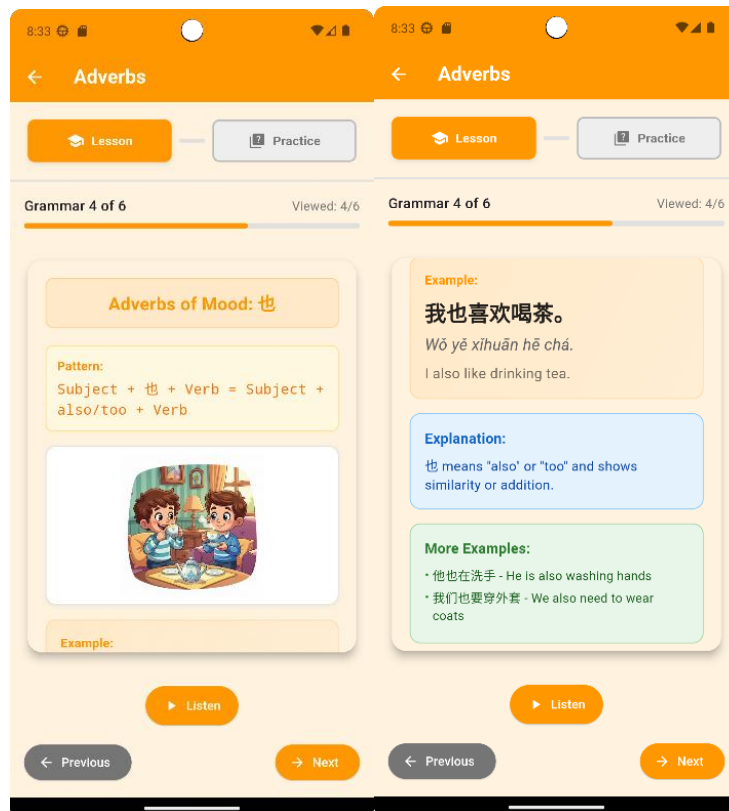 8:33
Adverbs
Lesson
Practice
Grammar 4 of 6
Viewed: 4/6
Adverbs of Mood: 也
Pattern:
Subject + 也 + Verb = Subject +
also/too + Verb
Example:
Listen
Previous
Next
8:33
Adverbs
Lesson
Practice
Grammar 4 of 6
Viewed: 4/6
Example:
我也喜欢喝茶。
Wǒ yě xǐhuān hē chá.
I also like drinking tea.
Explanation:
也 means "also" or "too" and shows
similarity or addition.
More Examples:
• 他也在洗手 - He is also washing hands
• 我们也要穿外套 - We also need to wear
coats
Listen
Previous
Next